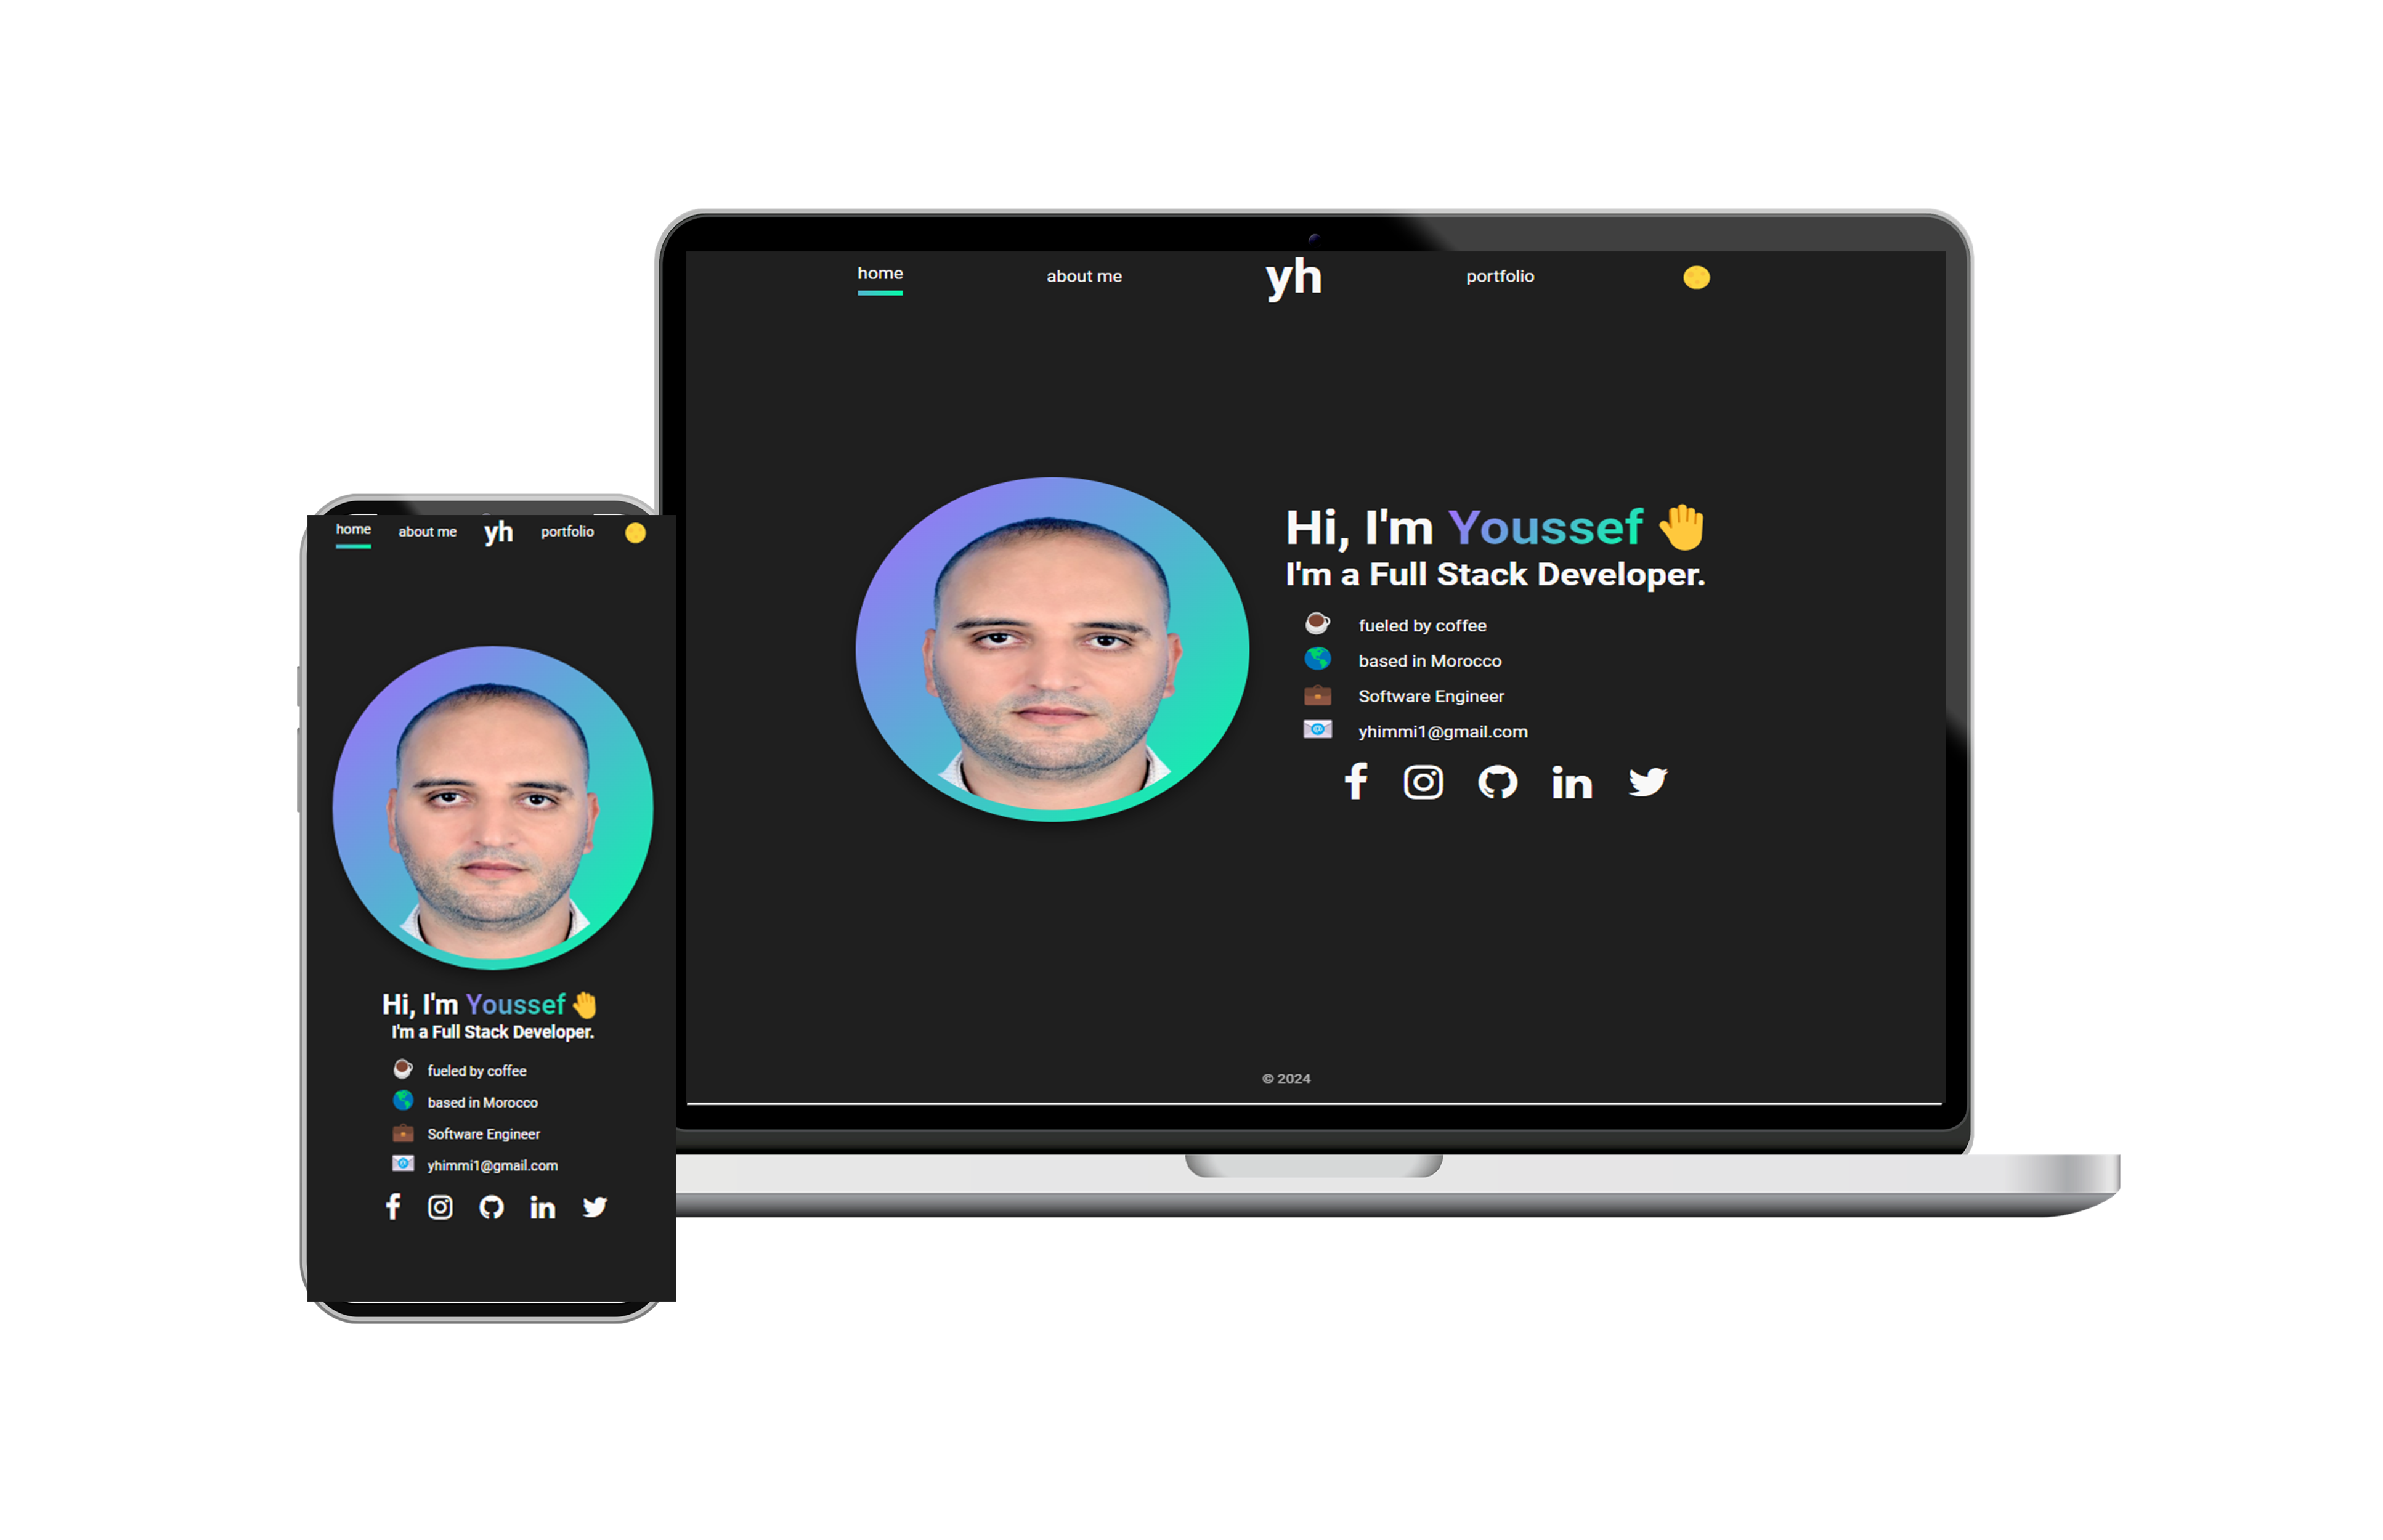 home about me yh portfolio
Hi, I'm Youssef 🤚
I'm a Full Stack Developer.
fueled by coffee
based in Morocco
Software Engineer
yhimmi1@gmail.com
© 2024
home about me yh portfolio
Hi, I'm Youssef 🤚
I'm a Full Stack Developer.
fueled by coffee
based in Morocco
Software Engineer
yhimmi1@gmail.com